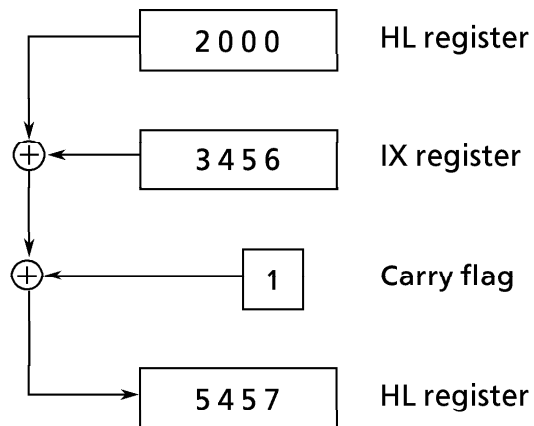 2000 HL register
3456 IX register
1 Carry flag
5457 HL register